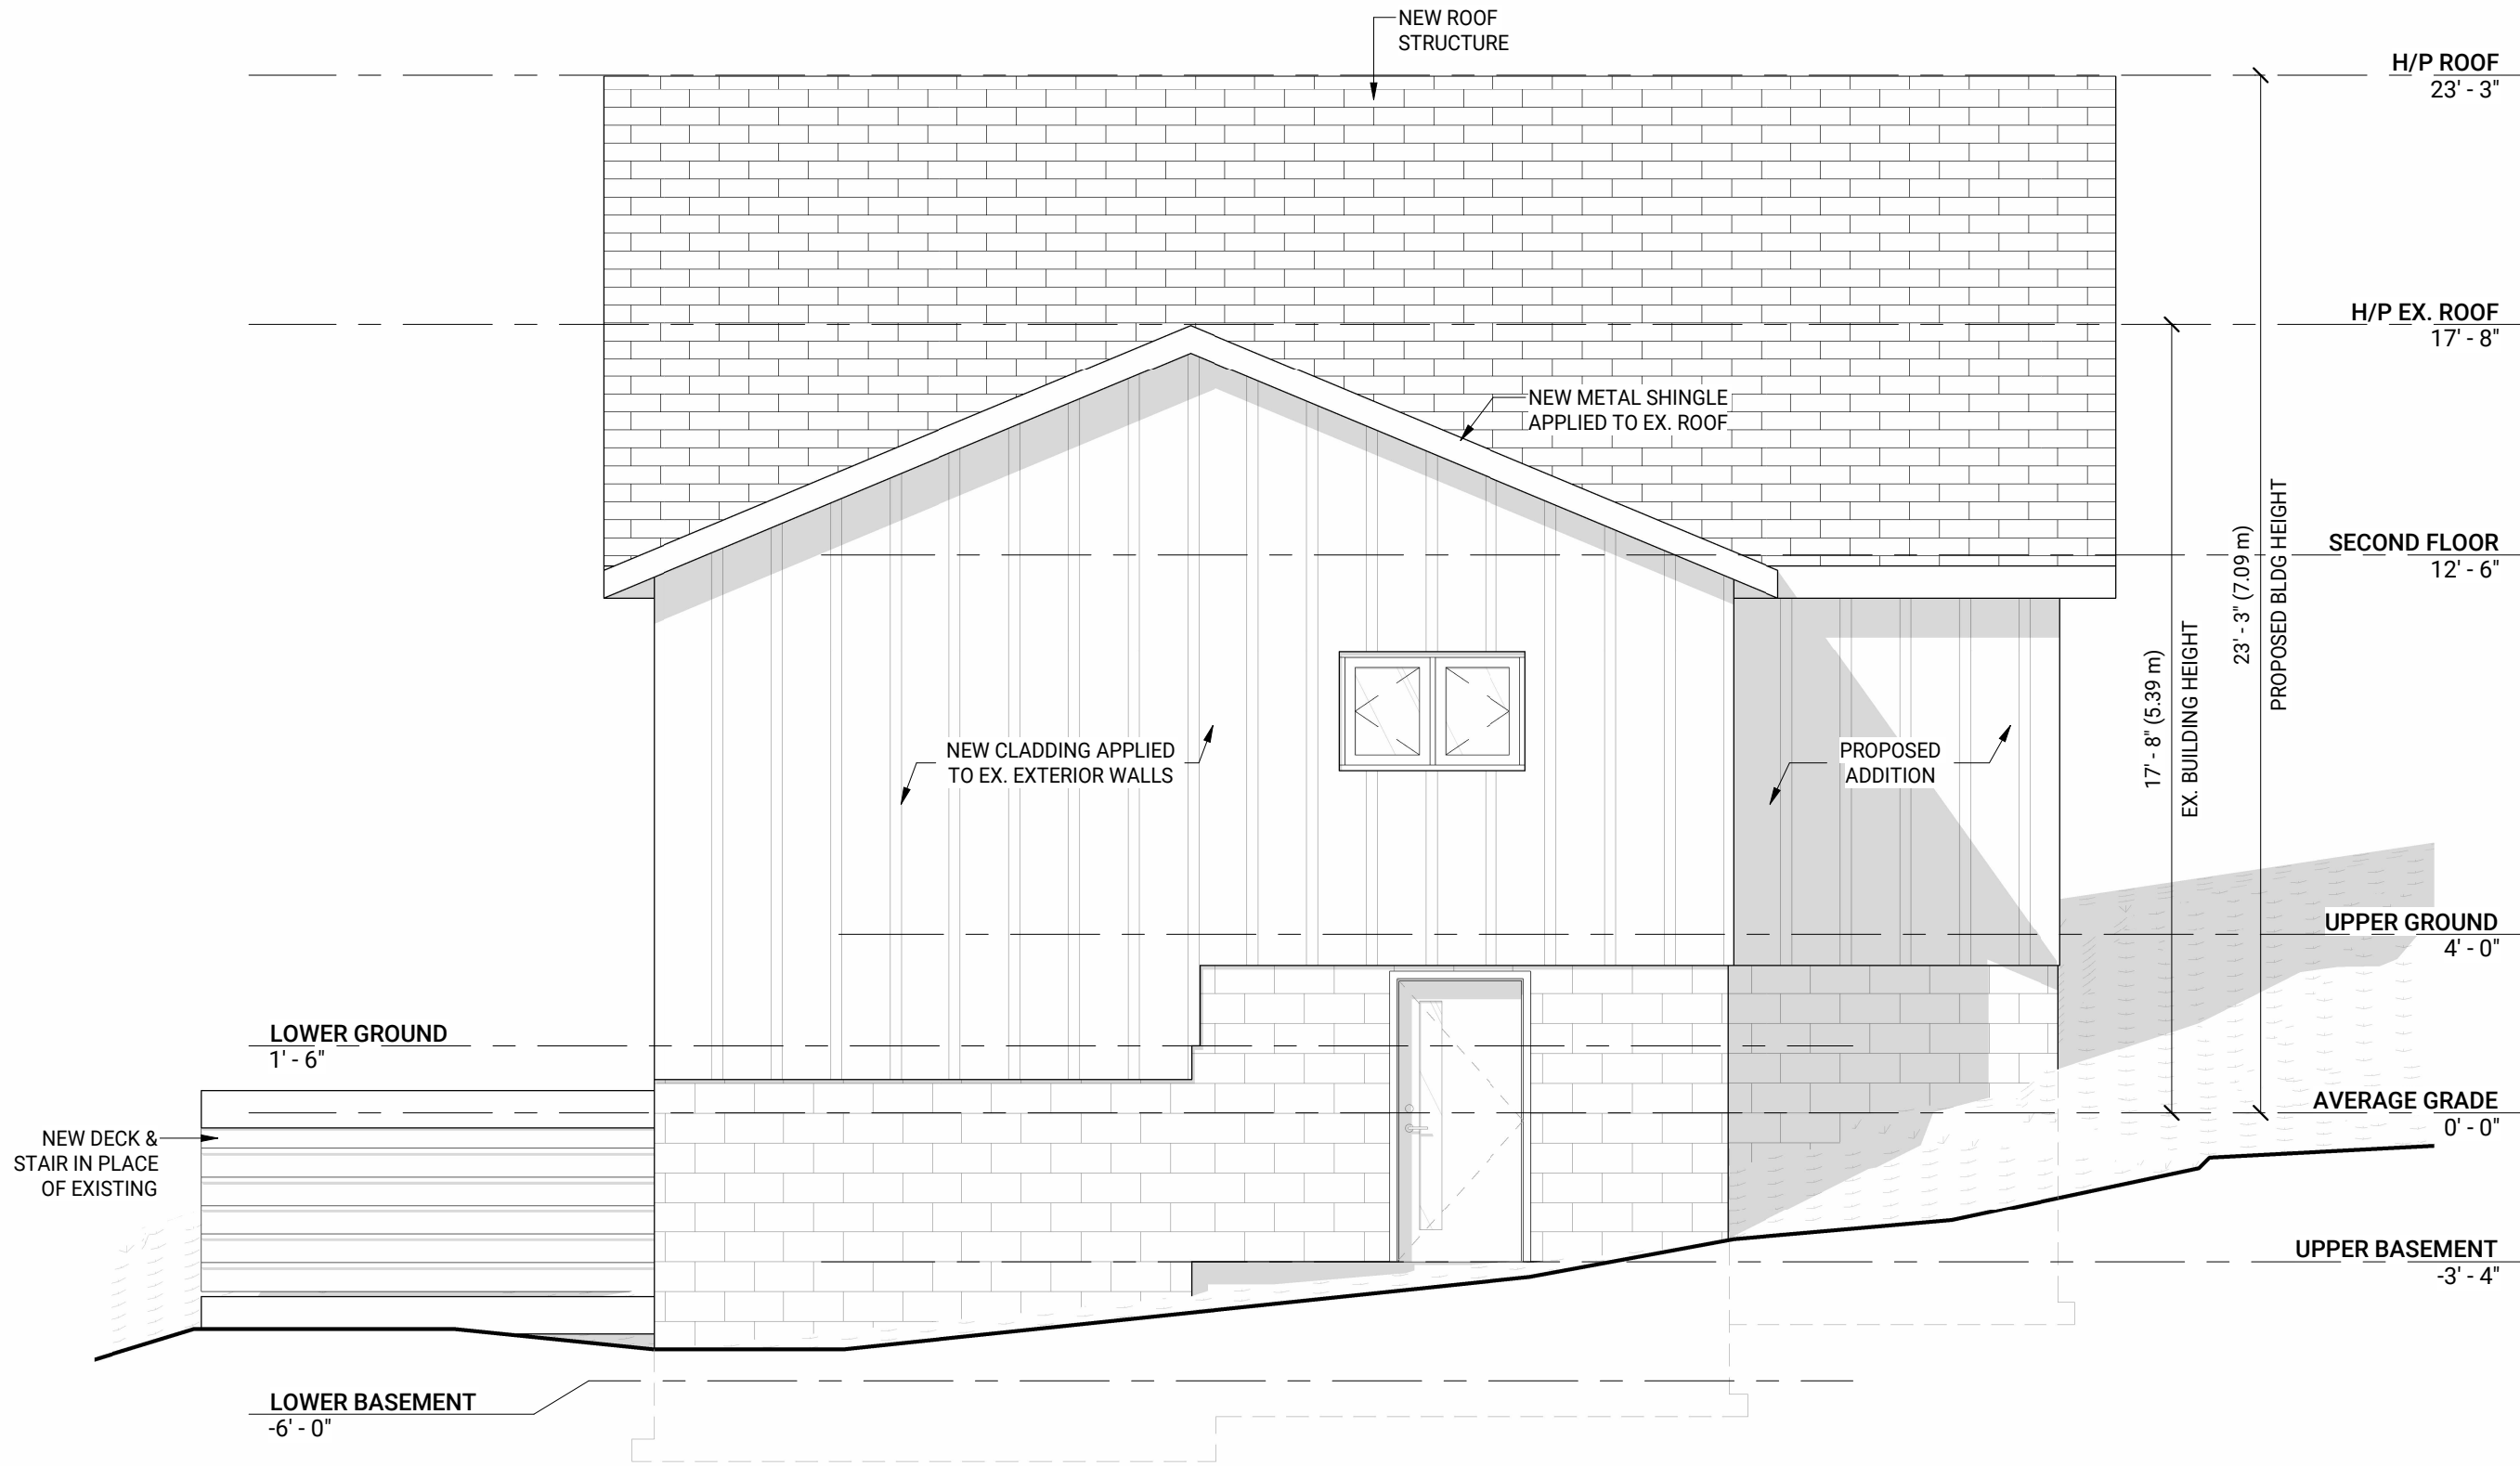 NEW ROOF
STRUCTURE
H/P ROOF
23' - 3"
H/P EX. ROOF
17' - 8"
NEW METAL SHINGLE
APPLIED TO EX. ROOF
SECOND FLOOR
12' - 6"
23' - 3" (7.09 m)
PROPOSED BLDG HEIGHT
17' - 8" (5.39 m)
EX. BUILDING HEIGHT
NEW CLADDING APPLIED
TO EX. EXTERIOR WALLS
PROPOSED
ADDITION
UPPER GROUND
4' - 0"
LOWER GROUND
1' - 6"
AVERAGE GRADE
0' - 0"
NEW DECK &
STAIR IN PLACE
OF EXISTING
UPPER BASEMENT
-3' - 4"
LOWER BASEMENT
-6' - 0"